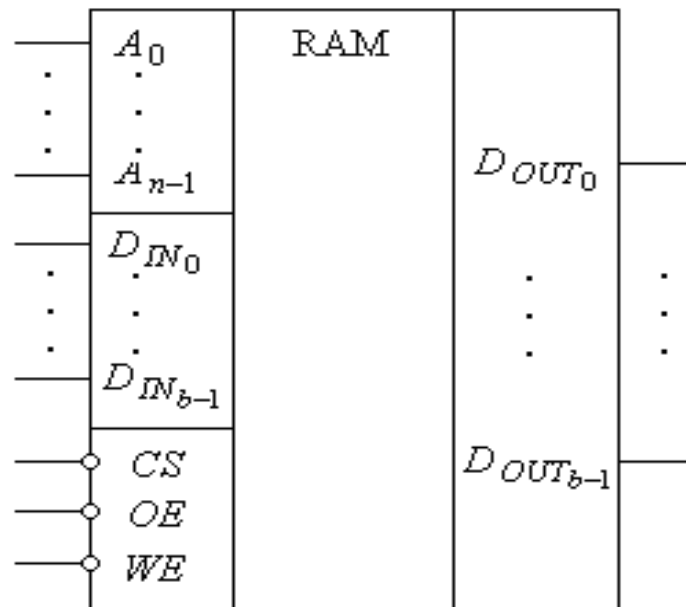 A0
RAM
An−1
DOUT0
DIN0
DINb−1
CS
DOUTb−1
OE
WE